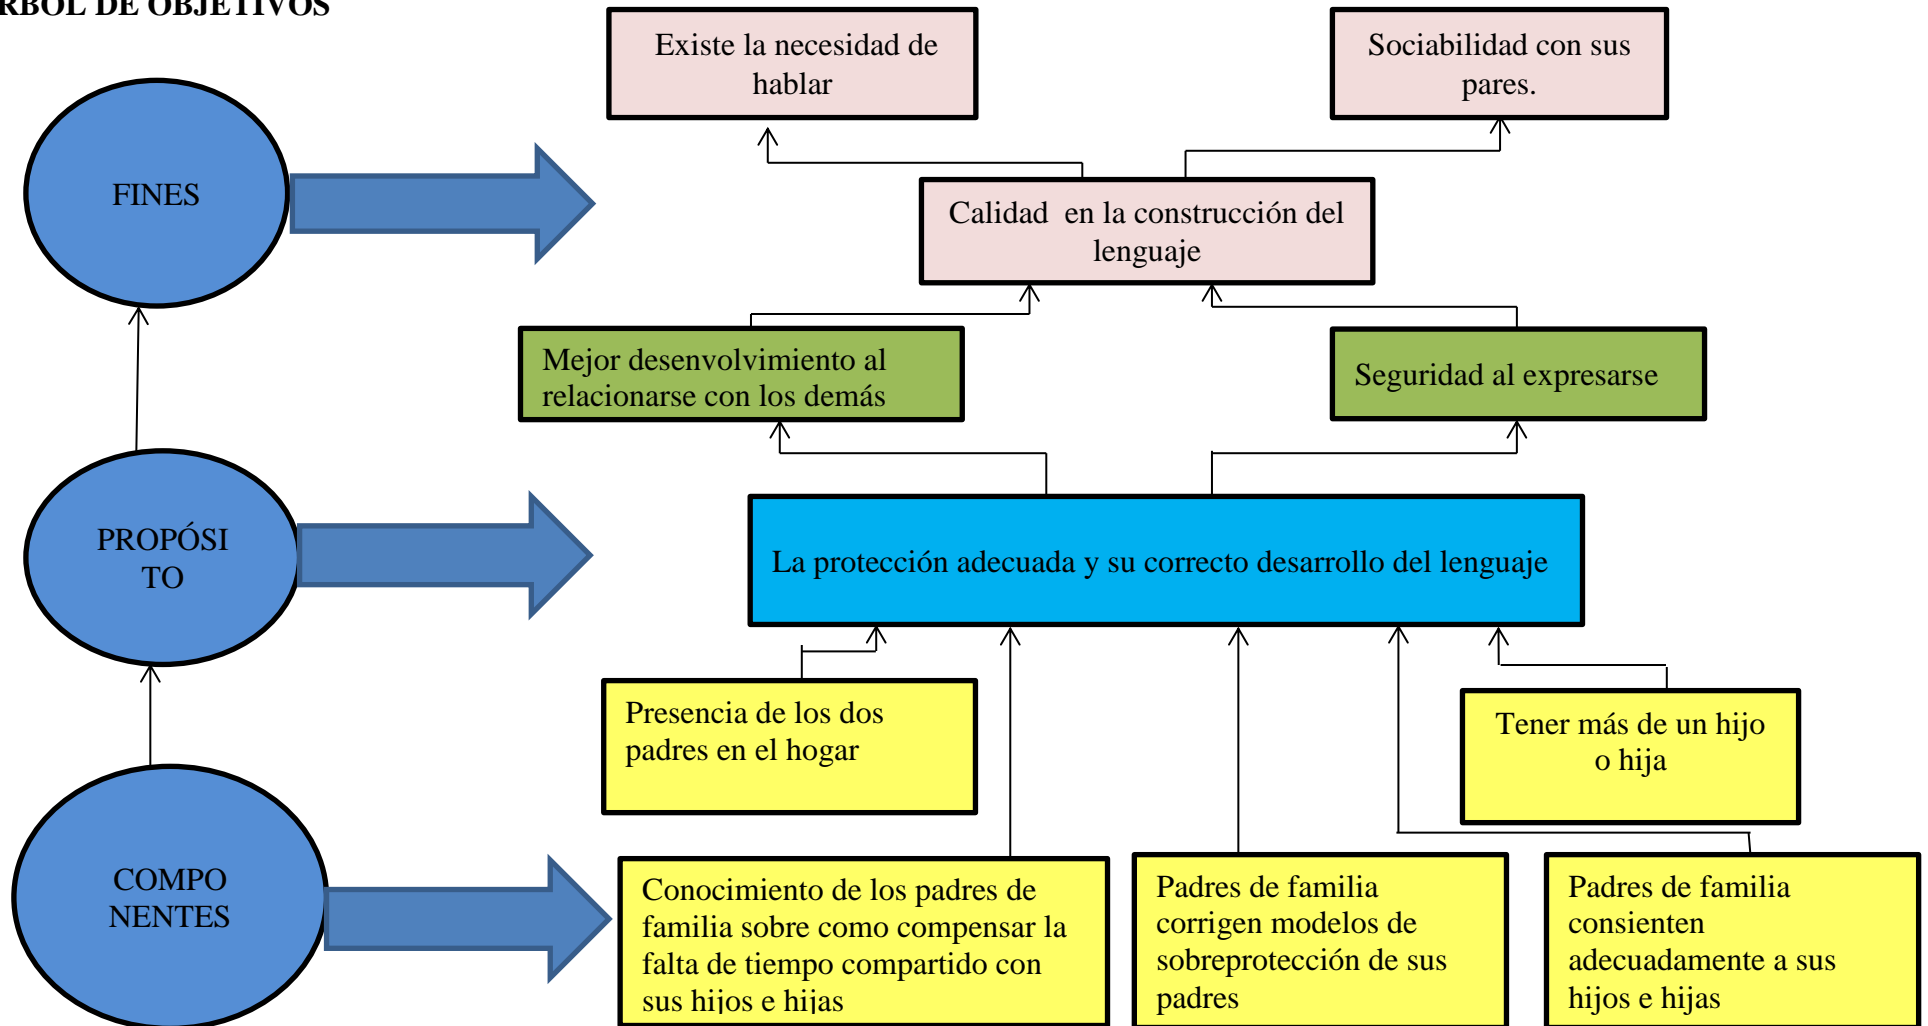 RBOL DE OBJETIVOS
Existe la necesidad de
hablar
Sociabilidad con sus
pares.
FINES
Calidad  en la construcción del
lenguaje
Mejor desenvolvimiento al
relacionarse con los demás
Seguridad al expresarse
PROPÓSI
TO
La protección adecuada y su correcto desarrollo del lenguaje
Presencia de los dos
padres en el hogar
Tener más de un hijo
o hija
COMPO
NENTES
Conocimiento de los padres de
familia sobre como compensar la
falta de tiempo compartido con
sus hijos e hijas
Padres de familia
corrigen modelos de
sobreprotección de sus
padres
Padres de familia
consienten
adecuadamente a sus
hijos e hijas